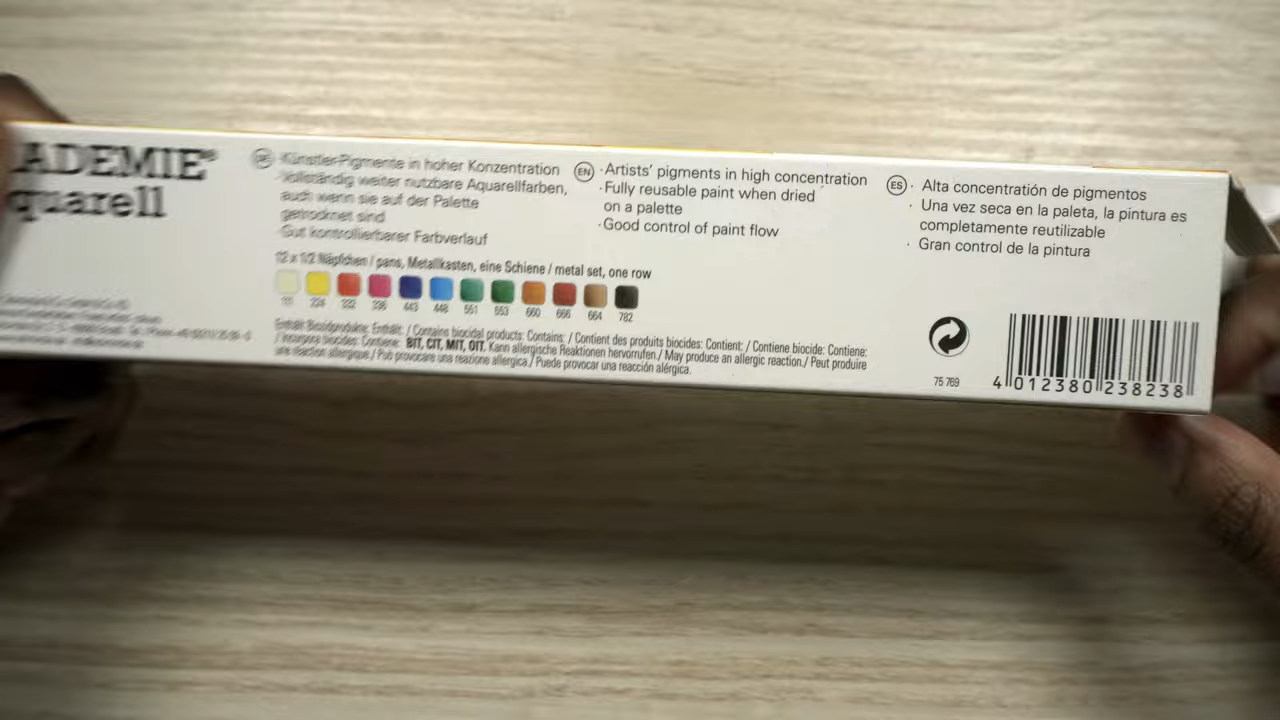 ADEMIE®
quarell
DE
· Künstler-Pigmente in hoher Konzentration
· Vollständig weiter nutzbare Aquarellfarben,
auch wenn sie auf der Palette
getrocknet sind
· Gut kontrollierbarer Farbverlauf
EN
· Artists’ pigments in high concentration
· Fully reusable paint when dried
on a palette
· Good control of paint flow
ES
· Alta concentratión de pigmentos
· Una vez seca en la paleta, la pintura es
completamente reutilizable
· Gran control de la pintura
12 x 1/2 Näpfchen / pans, Metallkasten, eine Schiene / metal set, one row
224 332 336 443 448 551 553 660 666 664 782
Enthält Biozidprodukte: Enthält: / Contains biocidal products: Contains: / Contient des produits biocides: Contient: / Contiene biocide: Contiene:
/ Incorpora biocidas: Contiene: BIT, CIT, MIT, OIT. Kann allergische Reaktionen hervorrufen./ May produce an allergic reaction./ Peut produire
une réaction allergique./ Può provocare una reazione allergica./ Puede provocar una reacción alérgica.
75 769
4 012380 238238